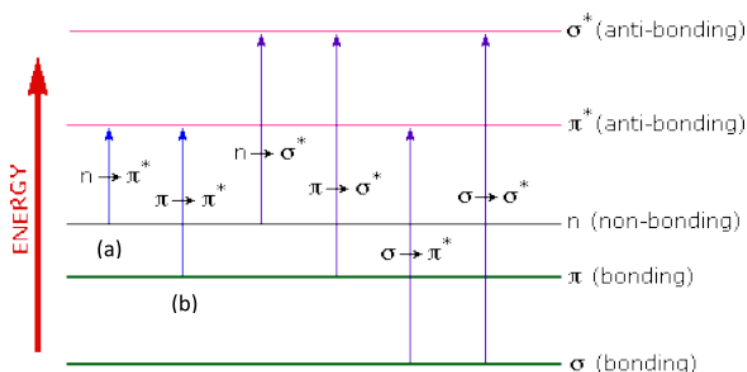 σ* (anti-bonding)
π* (anti-bonding)
n → σ*
n → π*
π → π*
π → σ*
σ → σ*
n (non-bonding)
(a)
σ → π*
π (bonding)
(b)
σ (bonding)
ENERGY